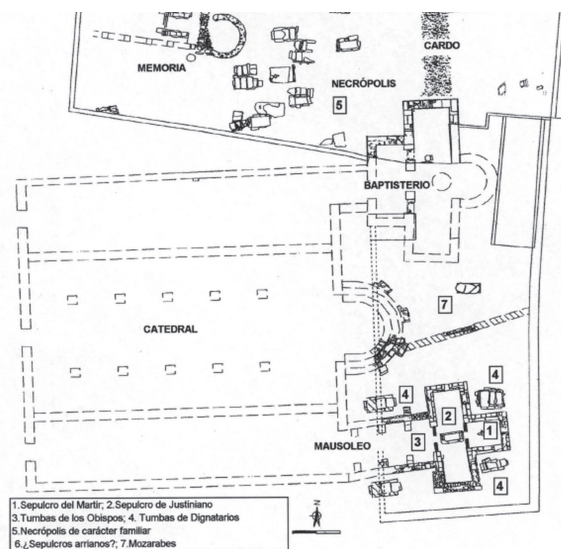 CARDO
MEMORIA
NECRÓPOLIS
5
BAPTISTERIO
7
CATEDRAL
4
4
2
1
3
MAUSOLEO
4
N
1.Sepulcro del Martir; 2.Sepulcro de Justiniano
3.Tumbas de los Obispos; 4. Tumbas de Dignatarios
5.Necrópolis de carácter familiar
6.¿Sepulcros arrianos?; 7.Mozarabes